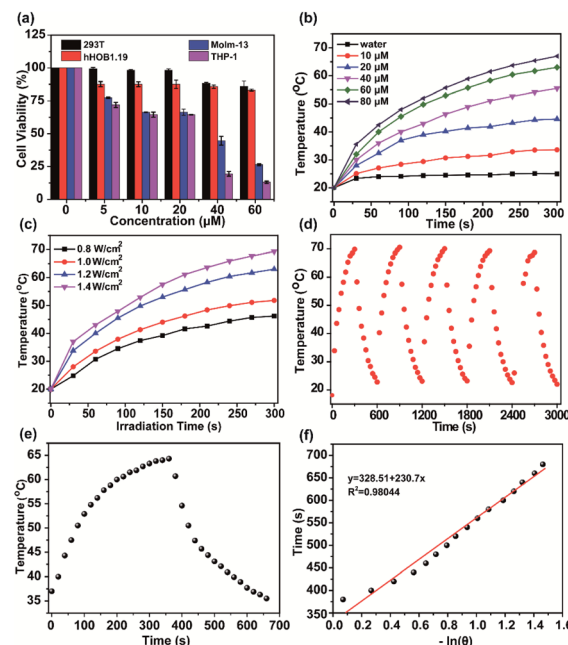 (a)
293T
Molm-13
hHOB1.19
THP-1
Cell Viability (%)
125
100
75
50
25
0
0 5 10 20 40 60
Concentration (µM)
(b)
water
10 µM
20 µM
40 µM
60 µM
80 µM
Temperature (°C)
70
60
50
40
30
20
10
0 50 100 150 200 250 300
Time (s)
(c)
0.8 W/cm²
1.0 W/cm²
1.2 W/cm²
1.4 W/cm²
Temperature (°C)
70
60
50
40
30
20
0 50 100 150 200 250 300
Irradiation Time (s)
(d)
Temperature (°C)
70
60
50
40
30
20
0 600 1200 1800 2400 3000
Time (s)
(e)
Temperature (°C)
65
60
55
50
45
40
35
0 100 200 300 400 500 600 700
Time (s)
(f)
y=328.51+230.7x
R²=0.98044
Time (s)
700
650
600
550
500
450
400
350
0.0 0.2 0.4 0.6 0.8 1.0 1.2 1.4 1.6
- ln(θ)